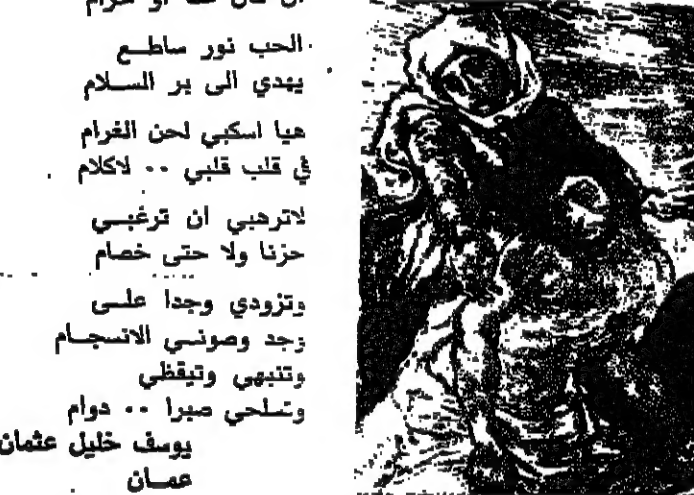 الحب نور ساطع
يهدي الى بر السلام
هيا اسكبي لحن الغرام
في قلب قلبي .. لاكلام
لاترهبي ان ترغبي
حزنا ولا حتى خصام
وتزودي وجدا على
وجد وصوني الانسجام
وتنبهي وتيقظي
وتسلحي صبرا .. دوام
يوسف خليل عثمان
عمان